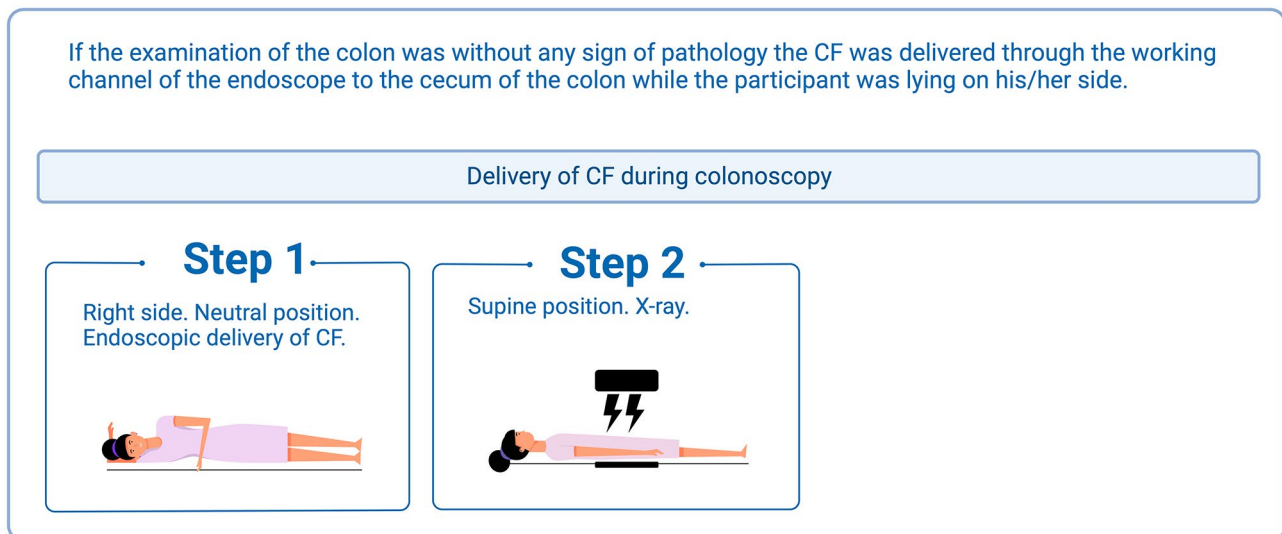 If the examination of the colon was without any sign of pathology the CF was delivered through the working
channel of the endoscope to the cecum of the colon while the participant was lying on his/her side.
Delivery of CF during colonoscopy
Step 1
Right side. Neutral position.
Endoscopic delivery of CF.
Step 2
Supine position. X-ray.